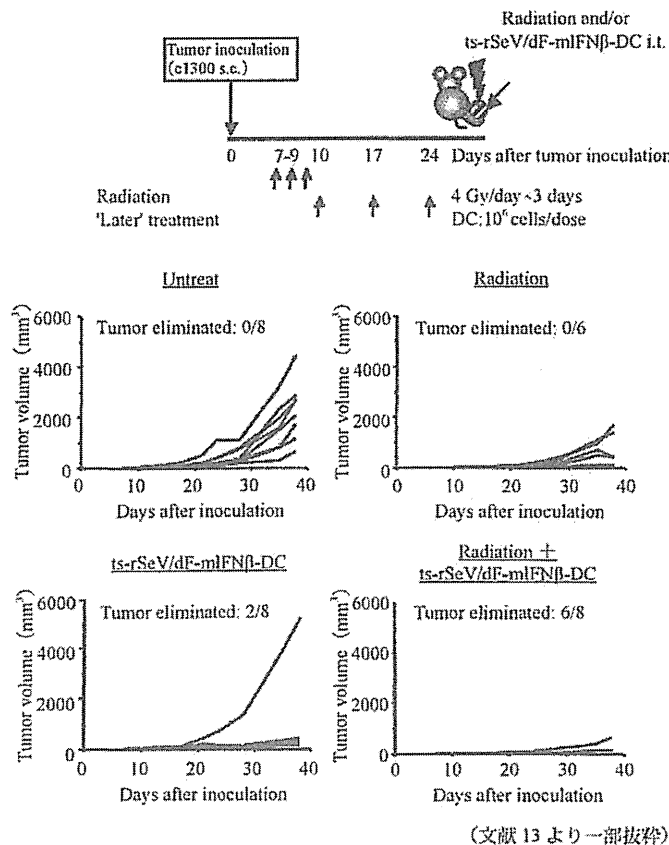 Radiation and/or
ts-rSeV/dF-mIFNβ-DC i.t.
Tumor inoculation
(c1300 s.c.)
0 7-9 10 17 24 Days after tumor inoculation
Radiation
'Later' treatment
4 Gy/day ·3 days
DC:10⁶ cells/dose
Untreat
Tumor volume (mm³)
6000
4000
2000
0
Tumor eliminated: 0/8
0 10 20 30 40
Days after inoculation
Radiation
Tumor volume (mm³)
6000
4000
2000
0
Tumor eliminated: 0/6
0 10 20 30 40
Days after inoculation
ts-rSeV/dF-mIFNβ-DC
Tumor volume (mm³)
6000
4000
2000
0
Tumor eliminated: 2/8
0 10 20 30 40
Days after inoculation
Radiation +
ts-rSeV/dF-mIFNβ-DC
Tumor volume (mm³)
6000
4000
2000
0
Tumor eliminated: 6/8
0 10 20 30 40
Days after inoculation
(文献 13 より一部抜粋)